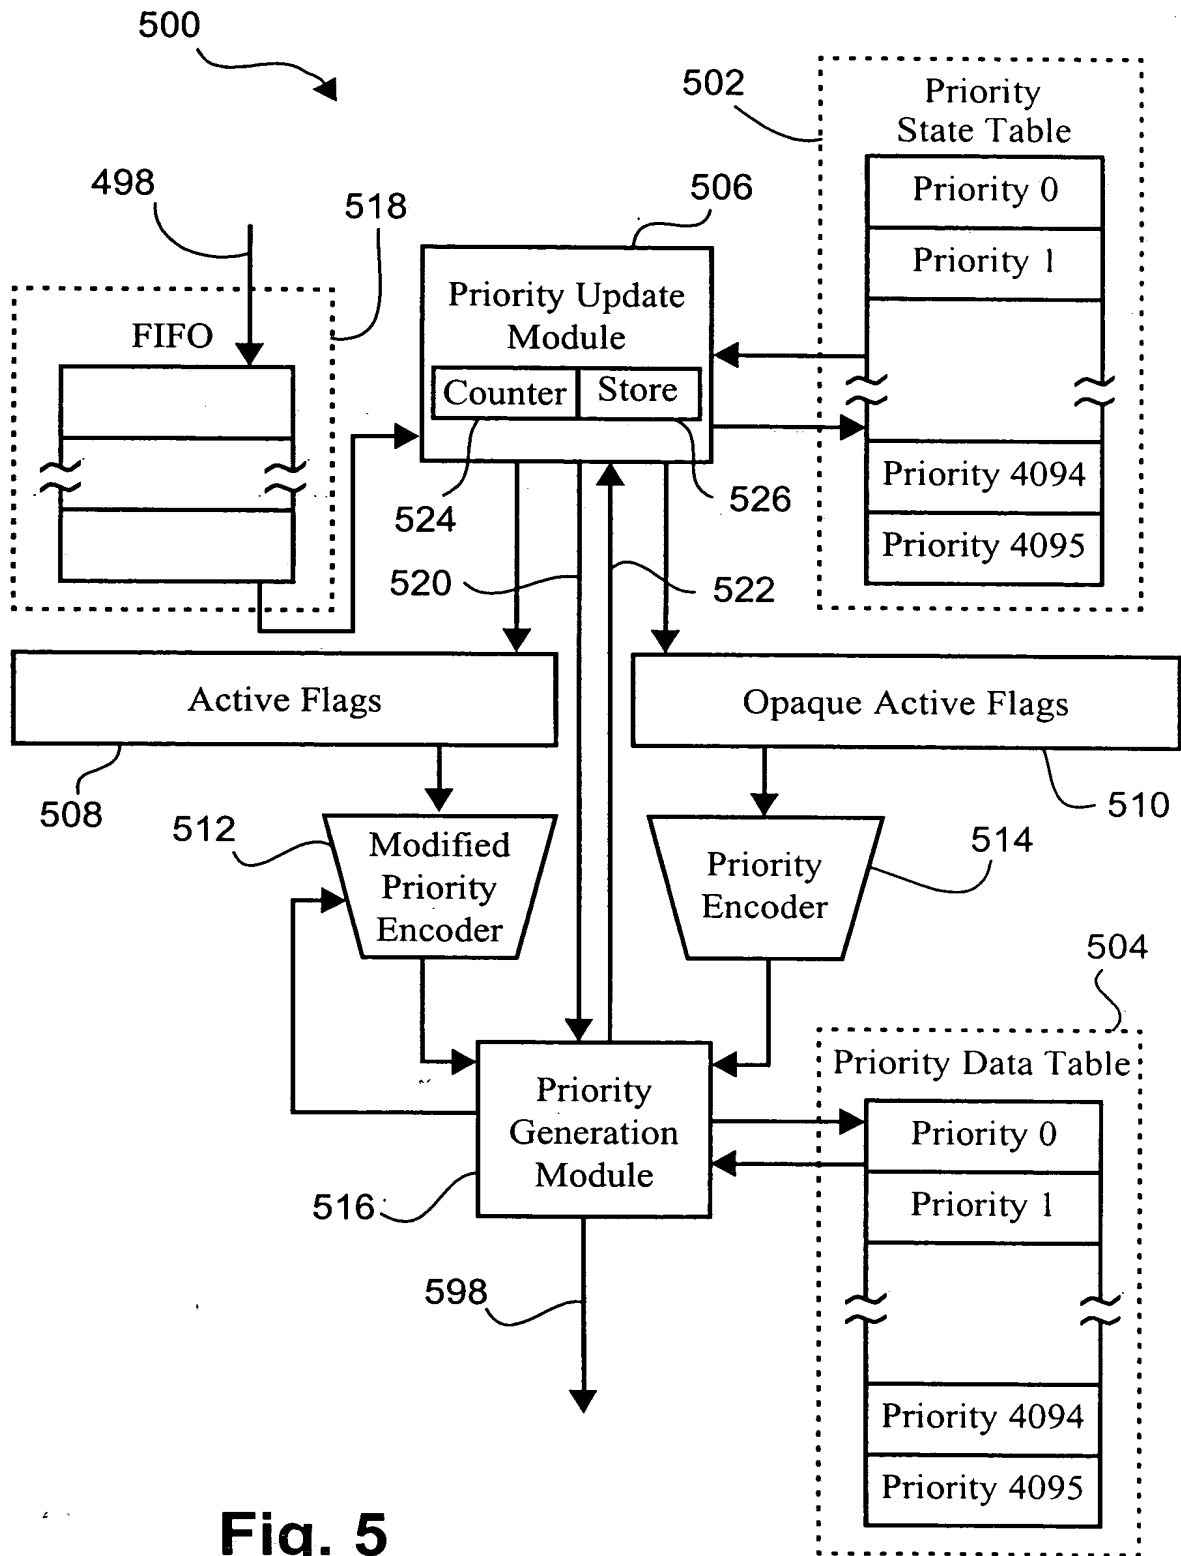 500
502
Priority
State Table
Priority 0
Priority 1
Priority 4094
Priority 4095
498
518
506
FIFO
Priority Update
Module
Counter
Store
524
526
520
522
Active Flags
Opaque Active Flags
508
510
512
Modified
Priority
Encoder
514
Priority
Encoder
504
Priority Data Table
Priority 0
Priority 1
Priority 4094
Priority 4095
Priority
Generation
Module
516
598
Fig. 5